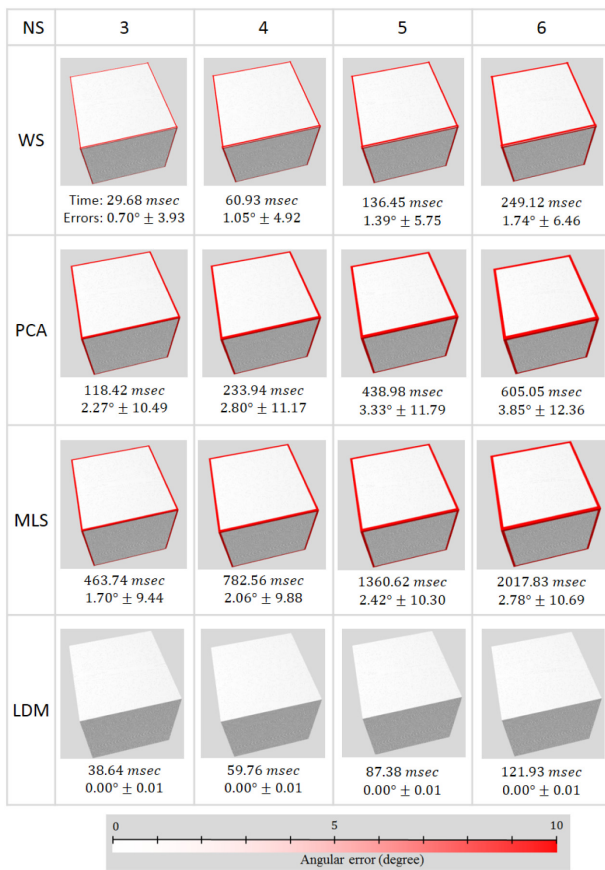 NS 3 4 5 6
WS
Time: 29.68 msec 60.93 msec 136.45 msec 249.12 msec
Errors: 0.70° ± 3.93 1.05° ± 4.92 1.39° ± 5.75 1.74° ± 6.46
PCA
118.42 msec 233.94 msec 438.98 msec 605.05 msec
2.27° ± 10.49 2.80° ± 11.17 3.33° ± 11.79 3.85° ± 12.36
MLS
463.74 msec 782.56 msec 1360.62 msec 2017.83 msec
1.70° ± 9.44 2.06° ± 9.88 2.42° ± 10.30 2.78° ± 10.69
LDM
38.64 msec 59.76 msec 87.38 msec 121.93 msec
0.00° ± 0.01 0.00° ± 0.01 0.00° ± 0.01 0.00° ± 0.01
0 5 10
Angular error (degree)